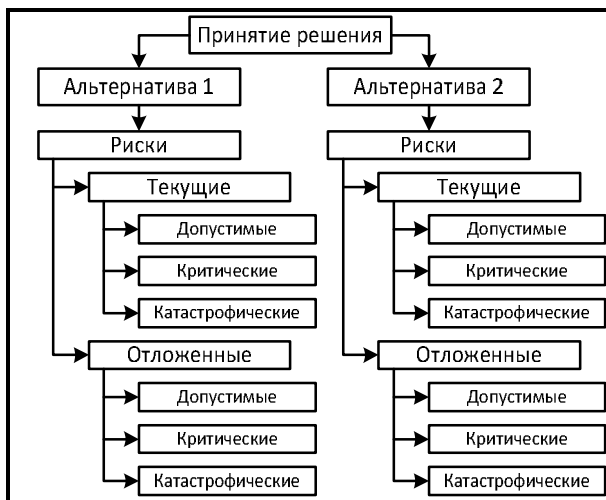 Принятие решения
Альтернатива 1
Риски
Текущие
Допустимые
Критические
Катастрофические
Отложенные
Допустимые
Критические
Катастрофические
Альтернатива 2
Риски
Текущие
Допустимые
Критические
Катастрофические
Отложенные
Допустимые
Критические
Катастрофические